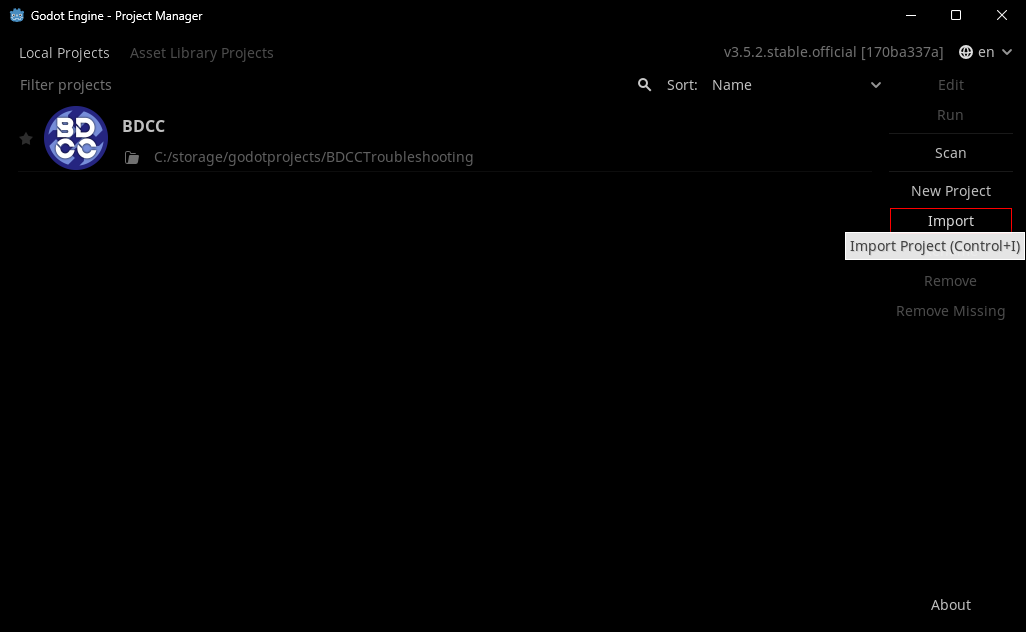 Godot Engine - Project Manager
Local Projects Asset Library Projects v3.5.2.stable.official [170ba337a] en
Filter projects Sort: Name Edit
Run
BDCC
BD
CC
C:/storage/godotprojects/BDCCTroubleshooting
Scan
New Project
Import
Import Project (Control+I)
Remove
Remove Missing
About